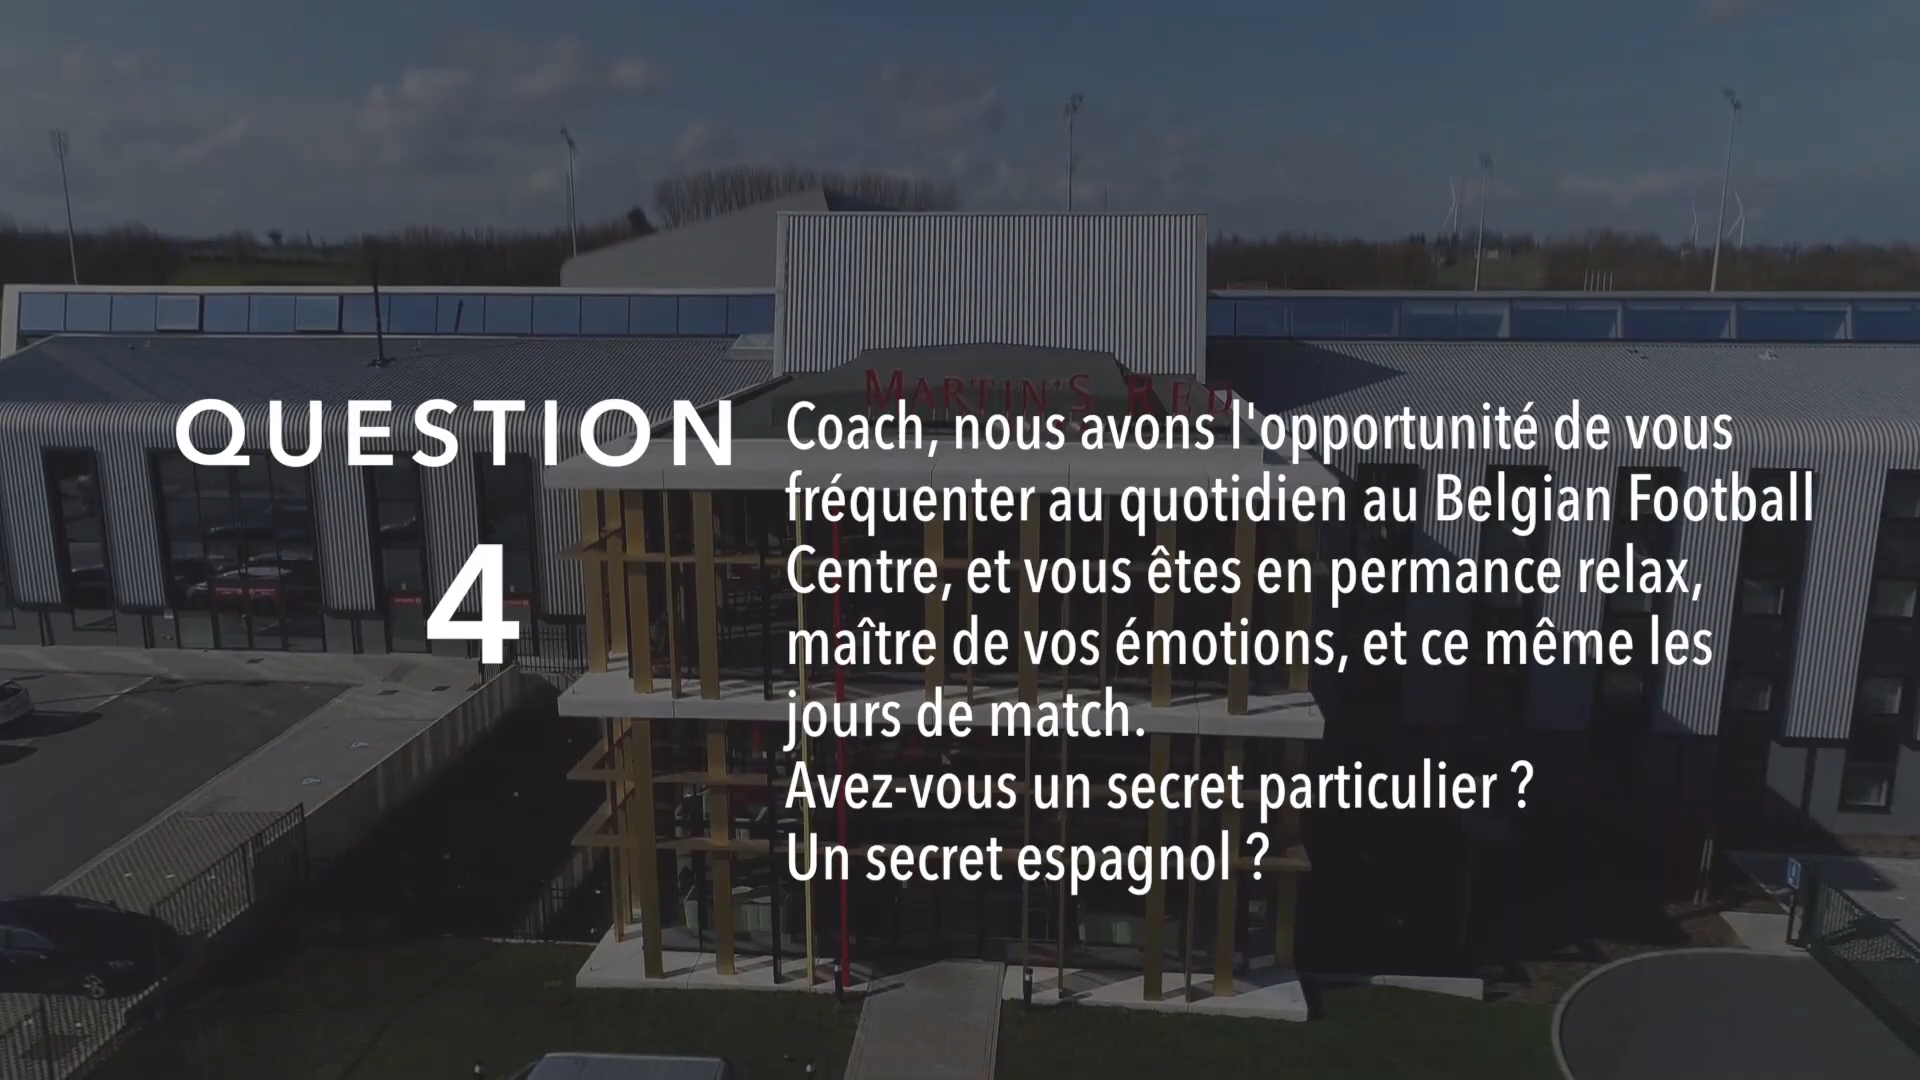 MARTIN'S RED
QUESTION
4
Coach, nous avons l'opportunité de vous
fréquenter au quotidien au Belgian Football
Centre, et vous êtes en permance relax,
maître de vos émotions, et ce même les
jours de match.
Avez-vous un secret particulier ?
Un secret espagnol ?